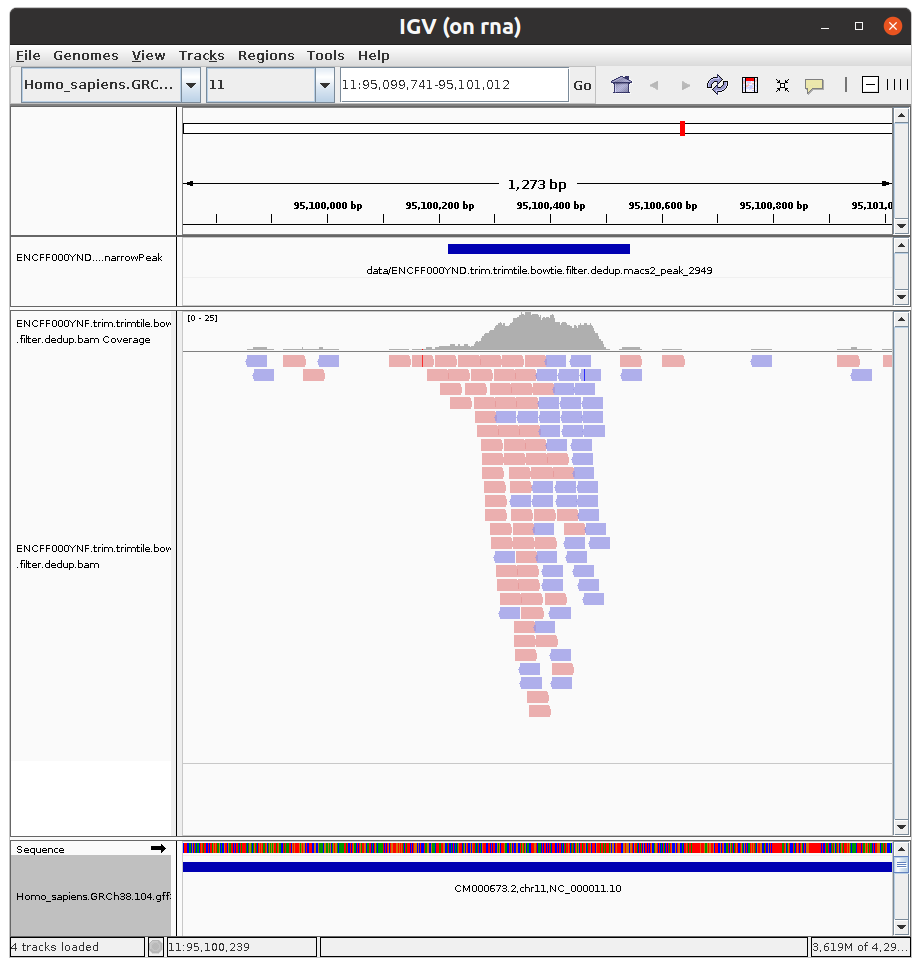 IGV (on rna)
File Genomes View Tracks Regions Tools Help
Homo_sapiens.GRC... 11 11:95,099,741-95,101,012 Go
1,273 bp
95,100,000 bp 95,100,200 bp 95,100,400 bp 95,100,600 bp 95,100,800 bp 95,101,0
ENCFF000YND....narrowPeak
data/ENCFF000YND.trim.trimtile.bowtie.filter.dedup.macs2_peak_2949
[0 - 25]
ENCFF000YNF.trim.trimtile.bow
.filter.dedup.bam Coverage
ENCFF000YNF.trim.trimtile.bow
.filter.dedup.bam
Sequence
Homo_sapiens.GRCh38.104.gff
CM000673.2,chr11,NC_000011.10
4 tracks loaded 11:95,100,239 3,619M of 4,29...